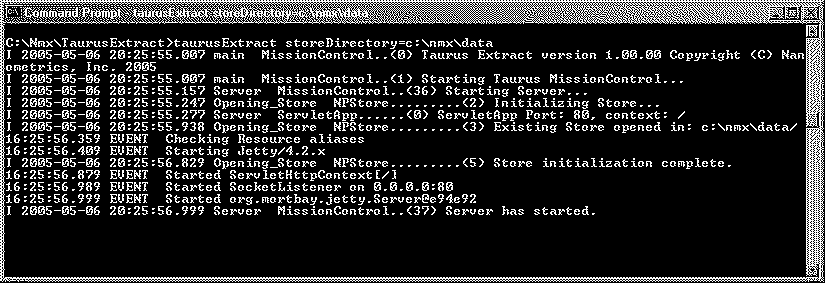 Command Prompt - taurusExtract storeDirectory=c:\nmx\data
C:\Nmx\TaurusExtract>taurusExtract storeDirectory=c:\nmx\data
I 2005-05-06 20:25:55.007 main  MissionControl..(0) Taurus Extract version 1.00.00 Copyright (C) Nan
ometrics, Inc. 2005
I 2005-05-06 20:25:55.007 main  MissionControl..(1) Starting Taurus MissionControl...
I 2005-05-06 20:25:55.157 Server  MissionControl..(36) Starting Server...
I 2005-05-06 20:25:55.247 Opening_Store  NPStore.........(2) Initializing Store...
I 2005-05-06 20:25:55.277 Server  ServletApp......(0) ServletApp Port: 80, context: /
I 2005-05-06 20:25:55.938 Opening_Store  NPStore.........(3) Existing Store opened in: c:\nmx\data/
16:25:56.359 EVENT  Checking Resource aliases
16:25:56.409 EVENT  Starting Jetty/4.2.x
I 2005-05-06 20:25:56.829 Opening_Store  NPStore.........(5) Store initialization complete.
16:25:56.879 EVENT  Started ServletHttpContext[/]
16:25:56.989 EVENT  Started SocketListener on 0.0.0.0:80
16:25:56.999 EVENT  Started org.mortbay.jetty.Server@e94e92
I 2005-05-06 20:25:56.999 Server  MissionControl..(37) Server has started.